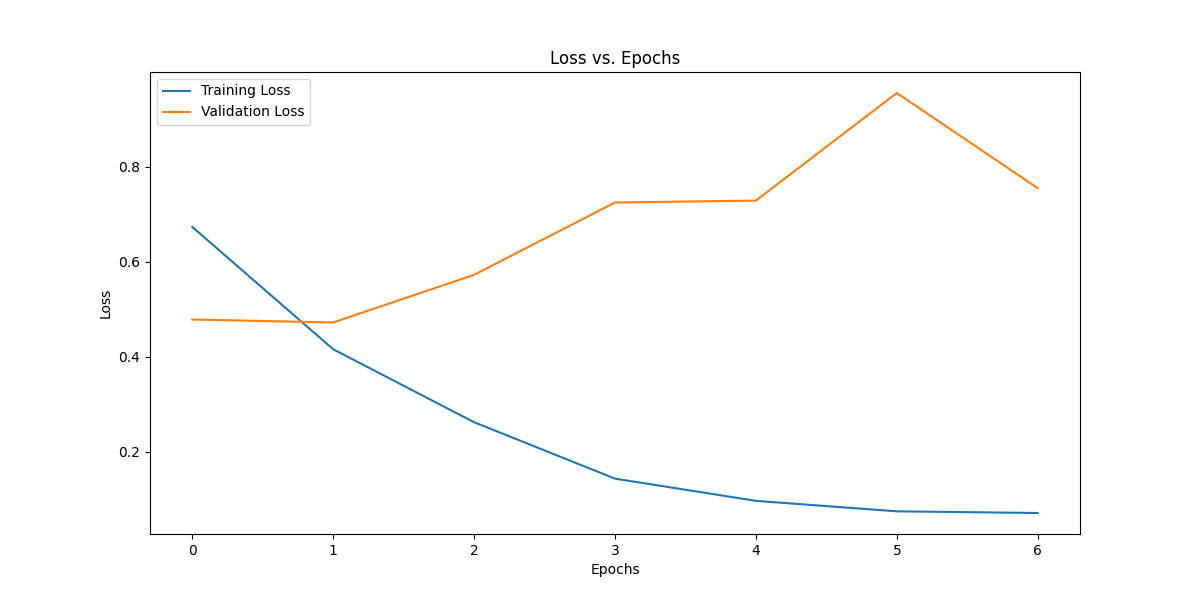 Loss vs. Epochs
Training Loss
Validation Loss
0.8
0.6
0.4
0.2
Loss
0 1 2 3 4 5 6
Epochs